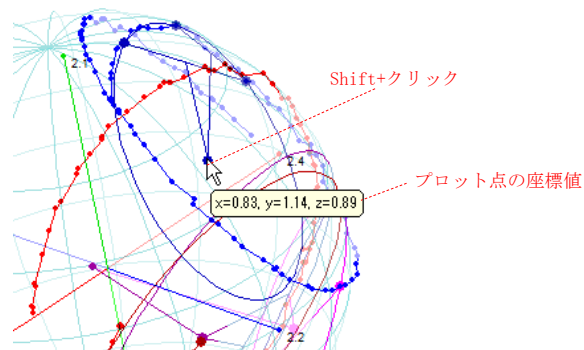 2.1
Shift+クリック
2.4
プロット点の座標値
x=0.83, y=1.14, z=0.89
2.2